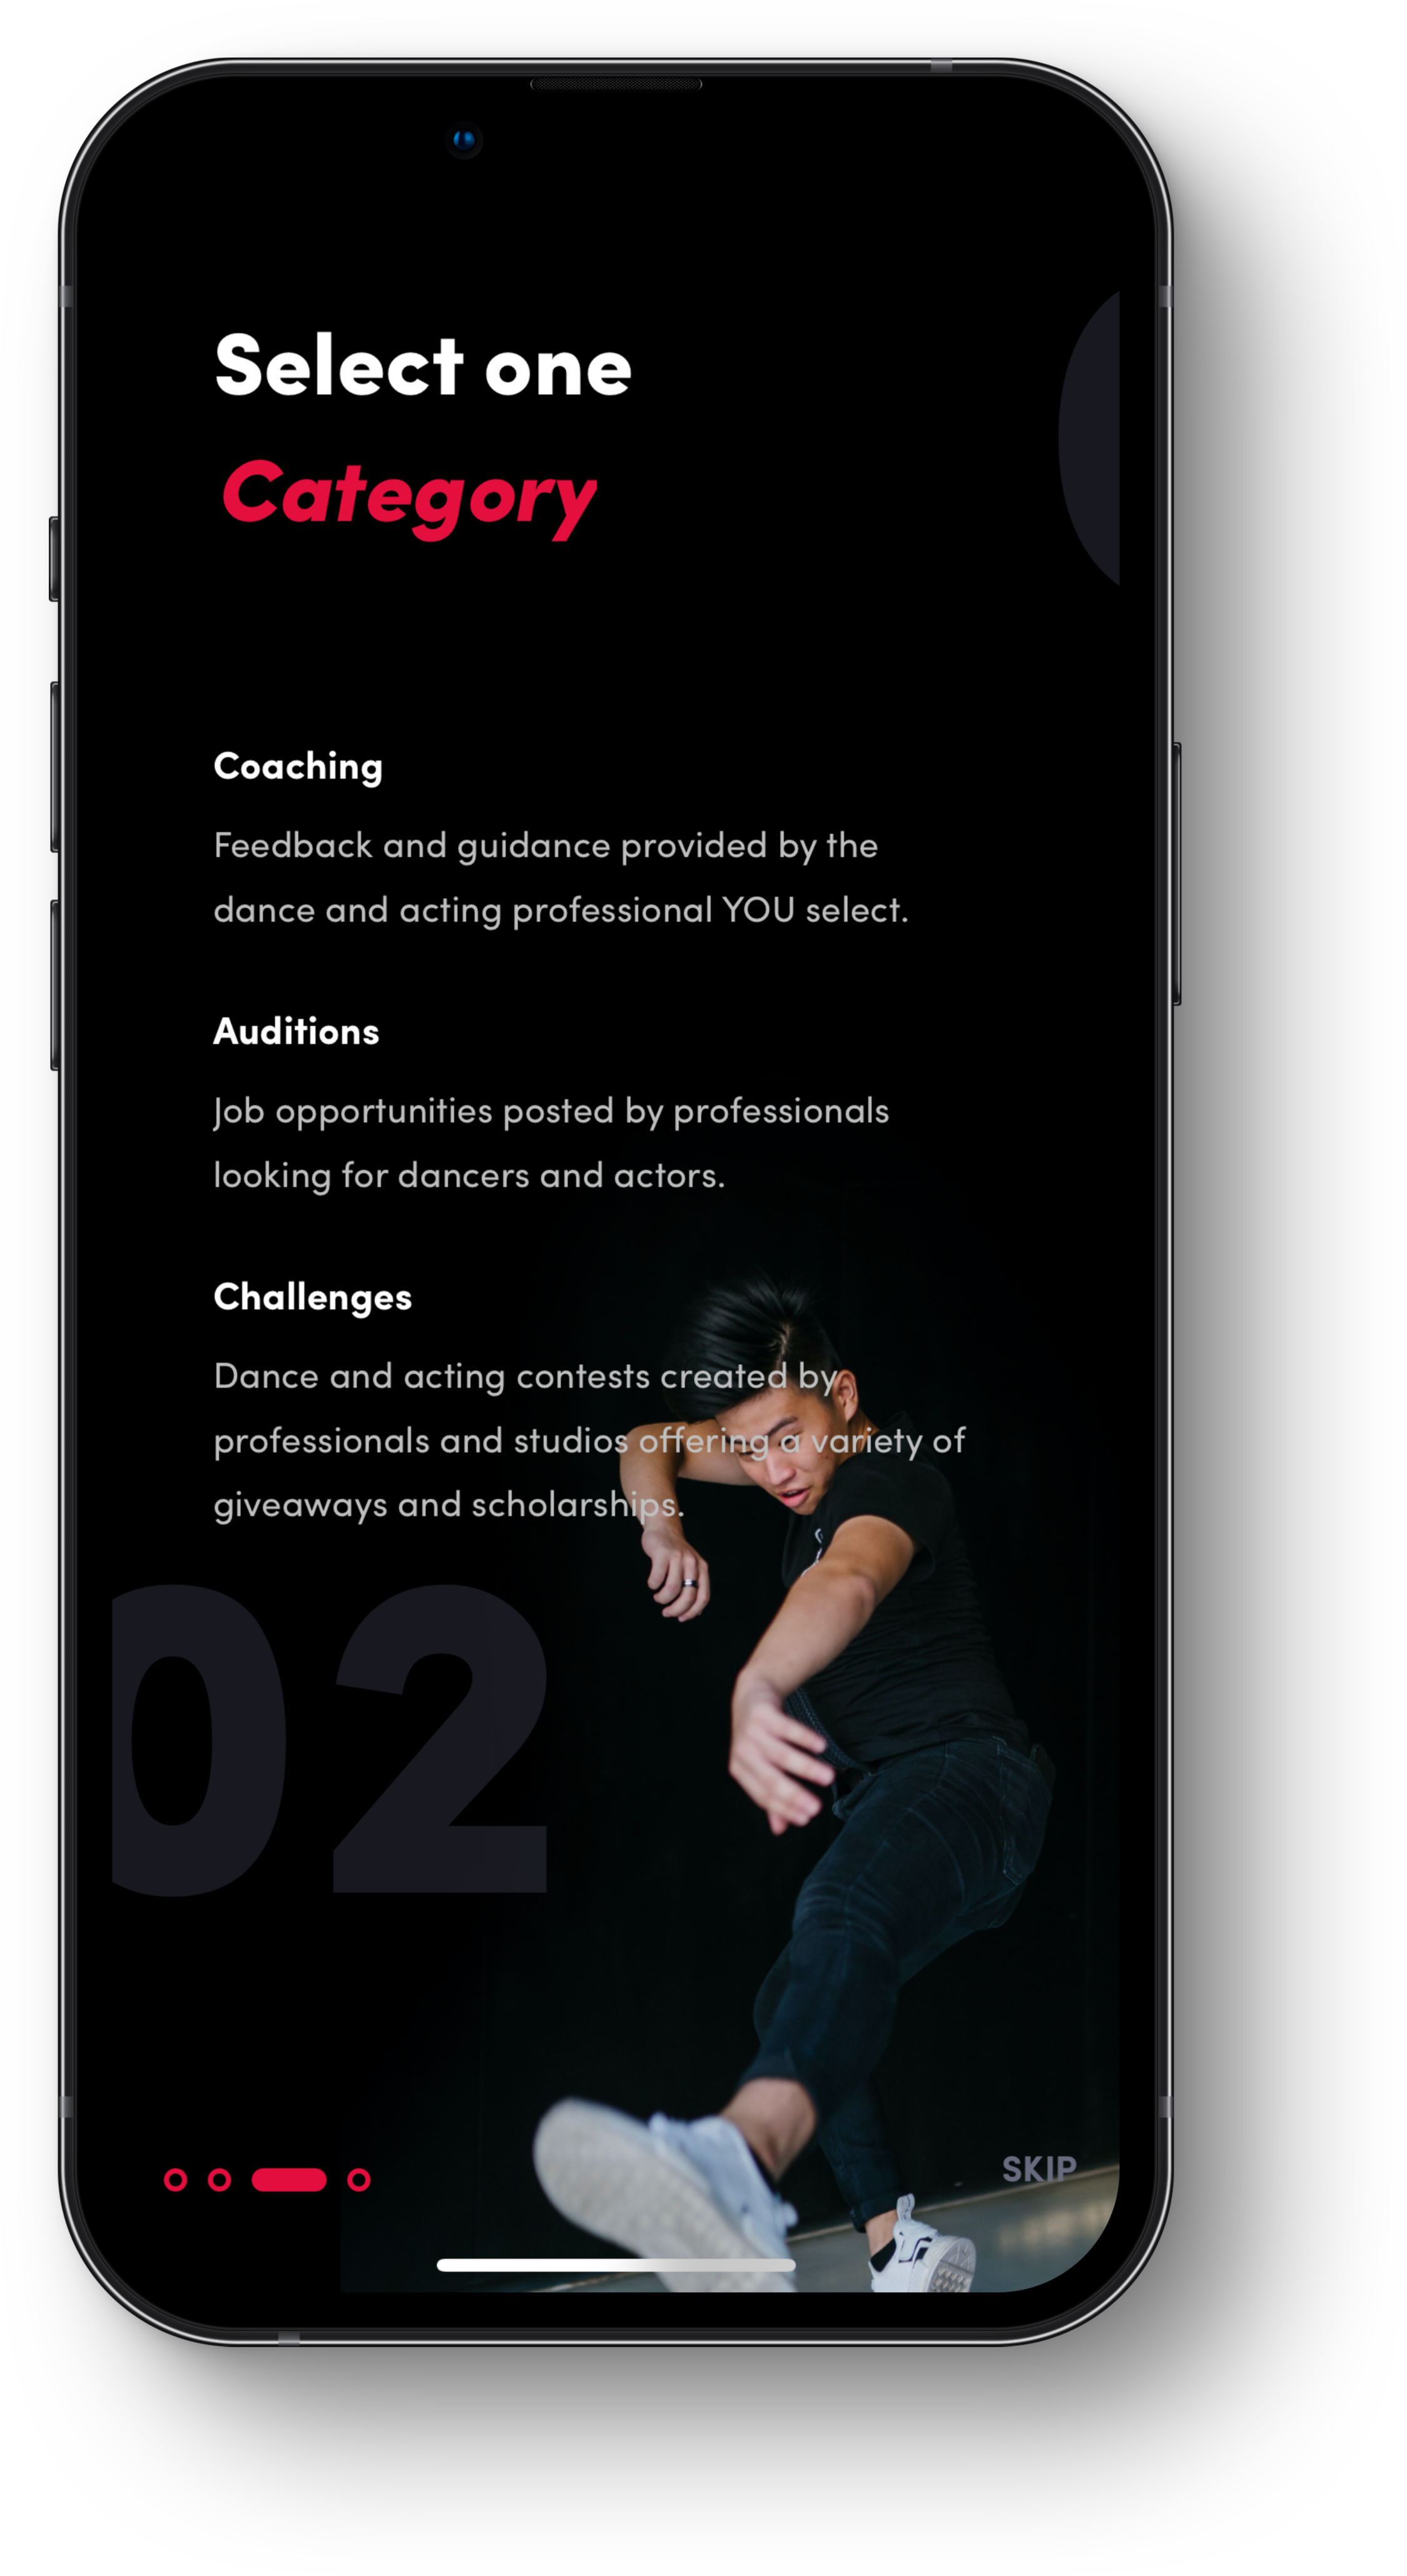 Select one
Category
Coaching
Feedback and guidance provided by the
dance and acting professional YOU select.
Auditions
Job opportunities posted by professionals
looking for dancers and actors.
Challenges
Dance and acting contests created by
professionals and studios offering a variety of
giveaways and scholarships.
02
SKIP